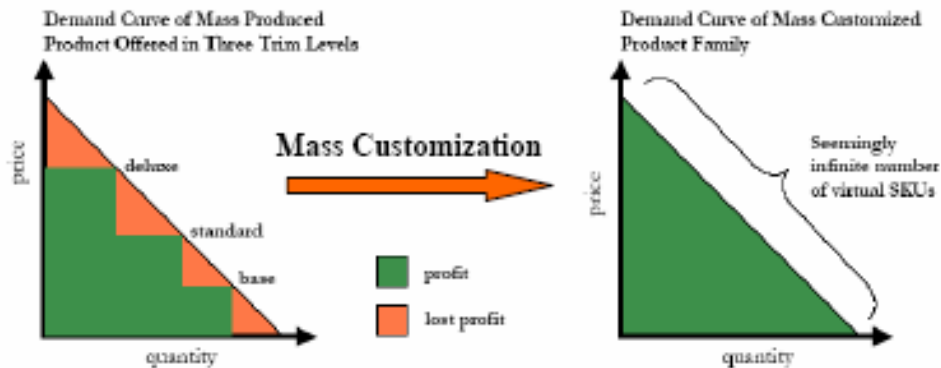 Demand Curve of Mass Produced
Product Offered in Three Trim Levels
price
deluxe
standard
base
quantity
Mass Customization
profit
lost profit
Demand Curve of Mass Customized
Product Family
price
Seemingly
infinite number
of virtual SKUs
quantity